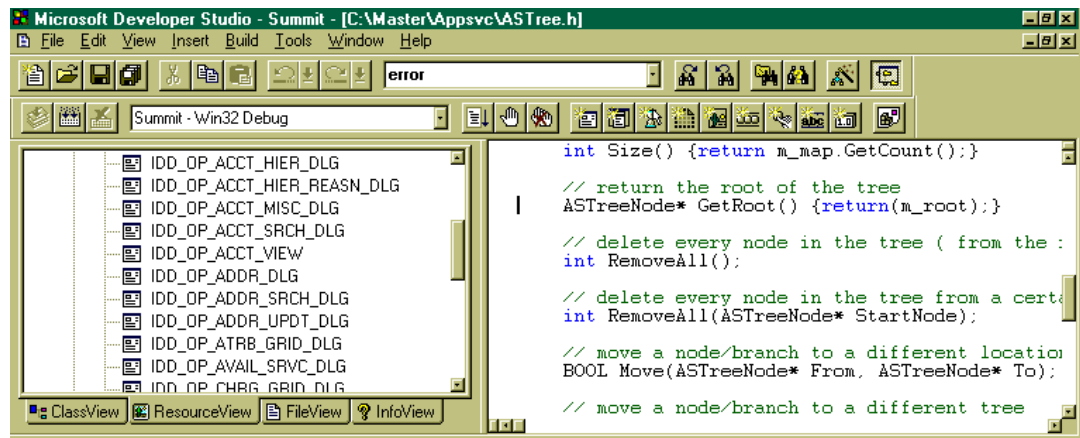 Microsoft Developer Studio - Summit - [C:\Master\Appsvc\ASTree.h]
File Edit View Insert Build Tools Window Help
error
Summit - Win32 Debug
IDD_OP_ACCT_HIER_DLG
IDD_OP_ACCT_HIER_REASN_DLG
IDD_OP_ACCT_MISC_DLG
IDD_OP_ACCT_SRCH_DLG
IDD_OP_ACCT_VIEW
IDD_OP_ADDR_DLG
IDD_OP_ADDR_SRCH_DLG
IDD_OP_ADDR_UPDT_DLG
IDD_OP_ATRB_GRID_DLG
IDD_OP_AVAIL_SRVC_DLG
IDD_OP_CHRG_GRID_DLG
ClassView ResourceView FileView InfoView
int Size() {return m_map.GetCount();}
// return the root of the tree
ASTreeNode* GetRoot() {return(m_root);}
// delete every node in the tree ( from the
int RemoveAll();
// delete every node in the tree from a certa
int RemoveAll(ASTreeNode* StartNode);
// move a node/branch to a different location
BOOL Move(ASTreeNode* From, ASTreeNode* To);
// move a node/branch to a different tree